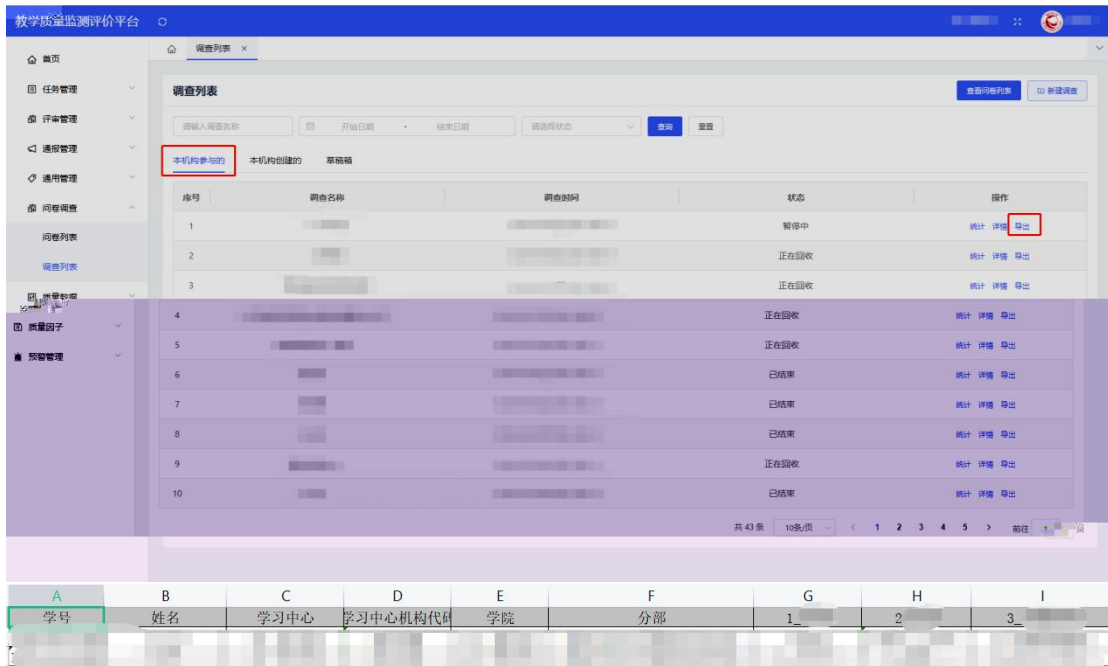 教学质量监测评价平台
调查列表 ×
首页
任务管理
评审管理
通报管理
通用管理
问卷调查
问卷列表
调查列表
质量数据
质量因子
预警管理
调查列表
查看问卷列表 新建调查
请输入调查名称 开始日期 - 结束日期 请选择状态 查询 重置
本机构参与的 本机构创建的 草稿箱
序号 调查名称 调查时间 状态 操作
1 暂停中 统计 详情 导出
2 正在回收 统计 详情 导出
3 正在回收 统计 详情 导出
4 正在回收 统计 详情 导出
5 正在回收 统计 详情 导出
6 已结束 统计 详情 导出
7 已结束 统计 详情 导出
8 已结束 统计 详情 导出
9 正在回收 统计 详情 导出
10 已结束 统计 详情 导出
共 43 条 10条/页 < 1 2 3 4 5 > 前往 1 页
A B C D E F G H I
学号 姓名 学习中心 学习中心机构代码 学院 分部 1_ 2 3_